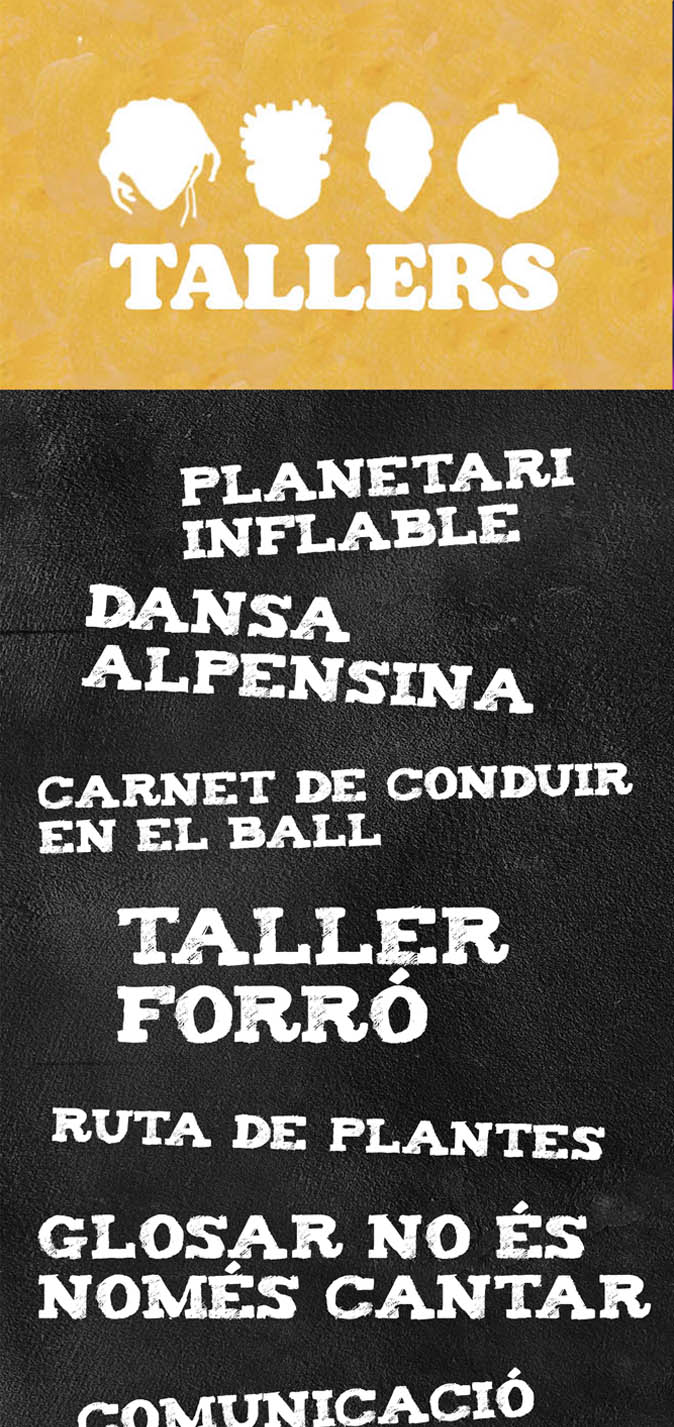 TALLERS
PLANETARI
INFLABLE
DANSA
ALPENSINA
CARNET DE CONDUIR
EN EL BALL
TALLER
FORRÓ
RUTA DE PLANTES
GLOSAR NO ÉS
NOMÉS CANTAR
COMUNICACIÓ